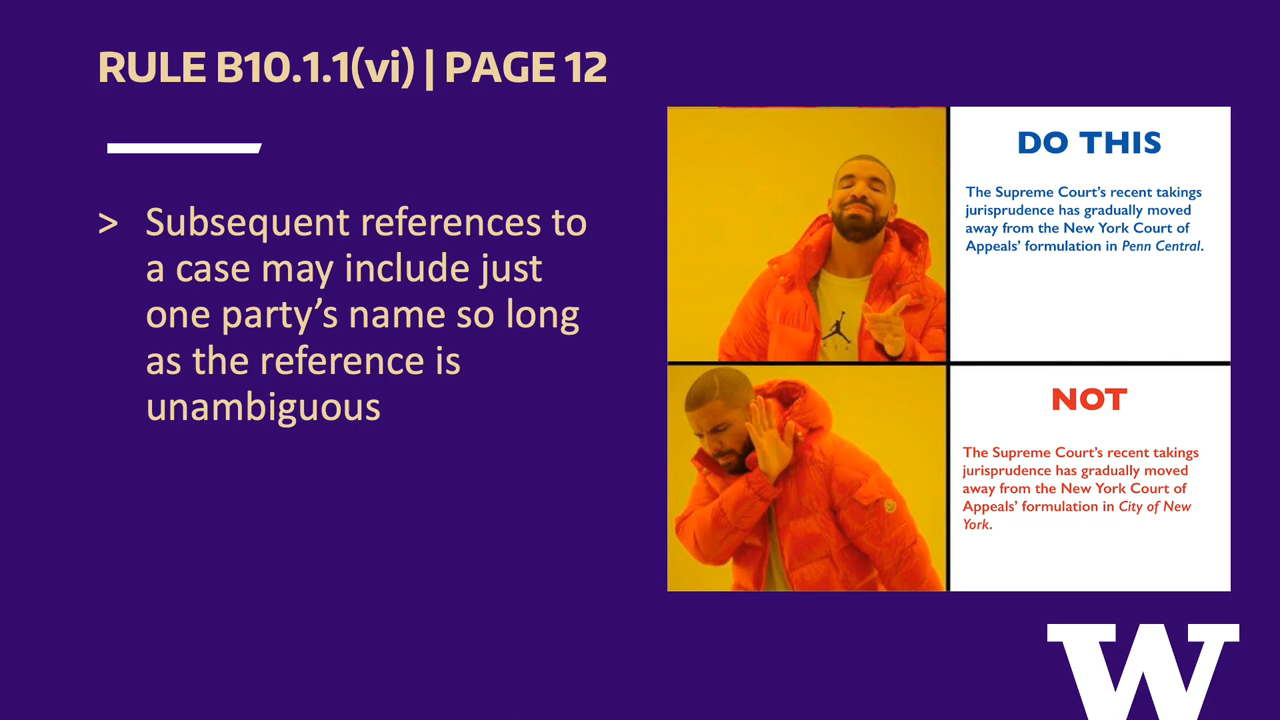 RULE B10.1.1(vi) | PAGE 12
> Subsequent references to
a case may include just
one party’s name so long
as the reference is
unambiguous
DO THIS
The Supreme Court’s recent takings
jurisprudence has gradually moved
away from the New York Court of
Appeals’ formulation in Penn Central.
NOT
The Supreme Court’s recent takings
jurisprudence has gradually moved
away from the New York Court of
Appeals’ formulation in City of New
York.
W